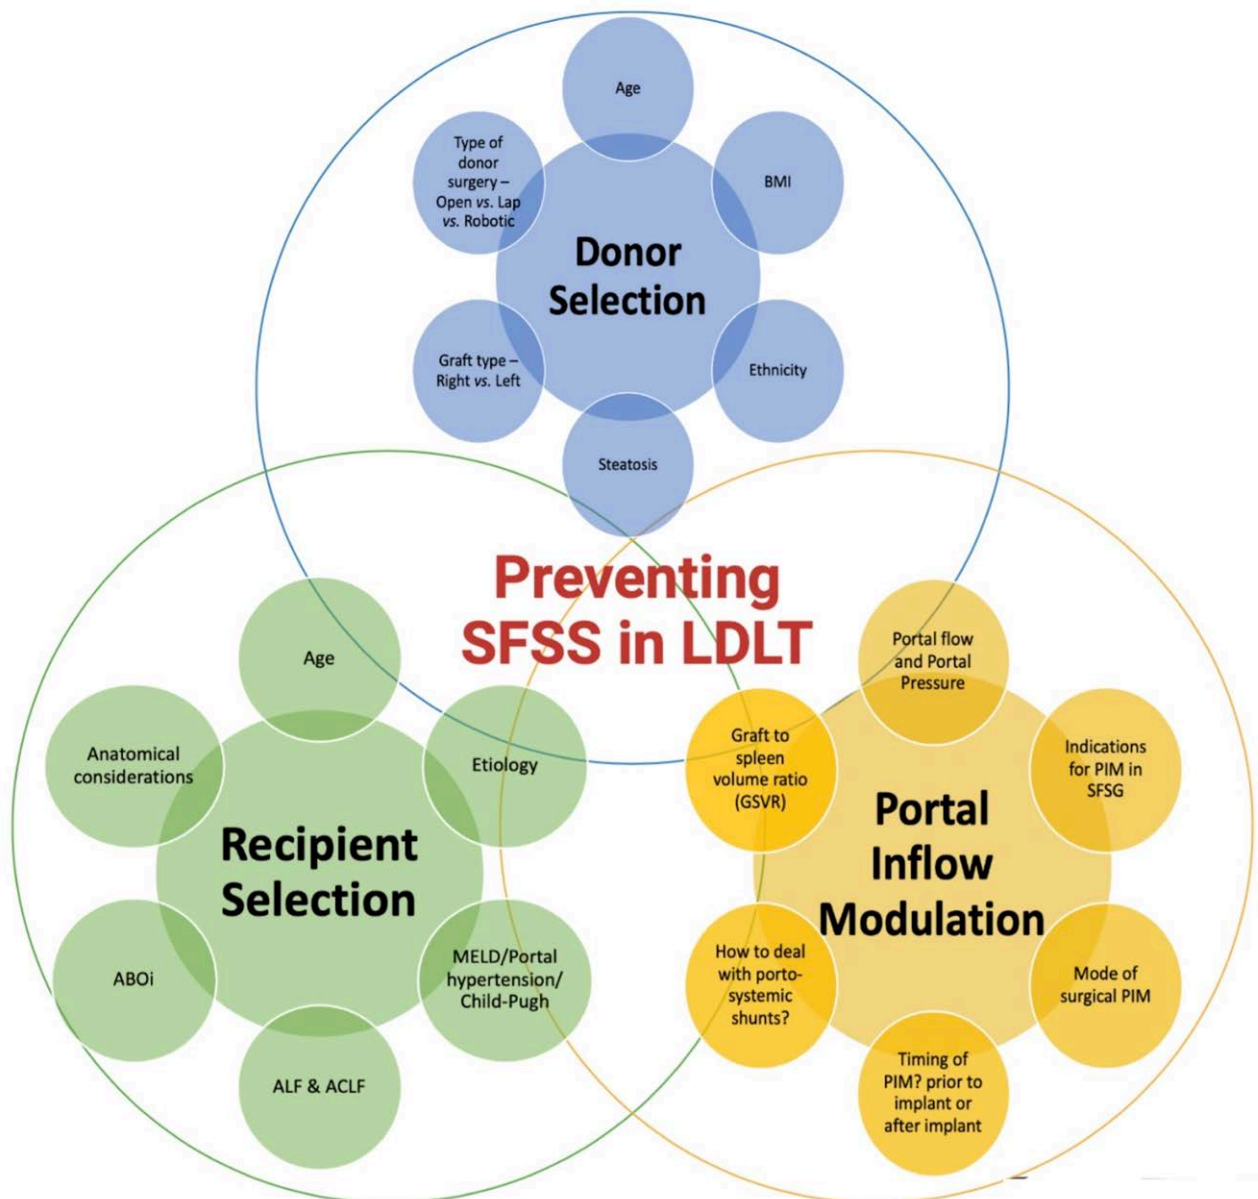 Age
Type of
donor
surgery –
Open vs. Lap
vs. Robotic
BMI
Donor
Selection
Graft type –
Right vs. Left
Ethnicity
Steatosis
Preventing
SFSS in LDLT
Age
Anatomical
considerations
Etiology
Recipient
Selection
ABOi
MELD/Portal
hypertension/
Child-Pugh
ALF & ACLF
Portal flow
and Portal
Pressure
Graft to
spleen
volume ratio
(GSVR)
Indications
for PIM in
SFSG
Portal
Inflow
Modulation
How to deal
with porto-
systemic
shunts?
Mode of
surgical PIM
Timing of
PIM? prior to
implant or
after implant